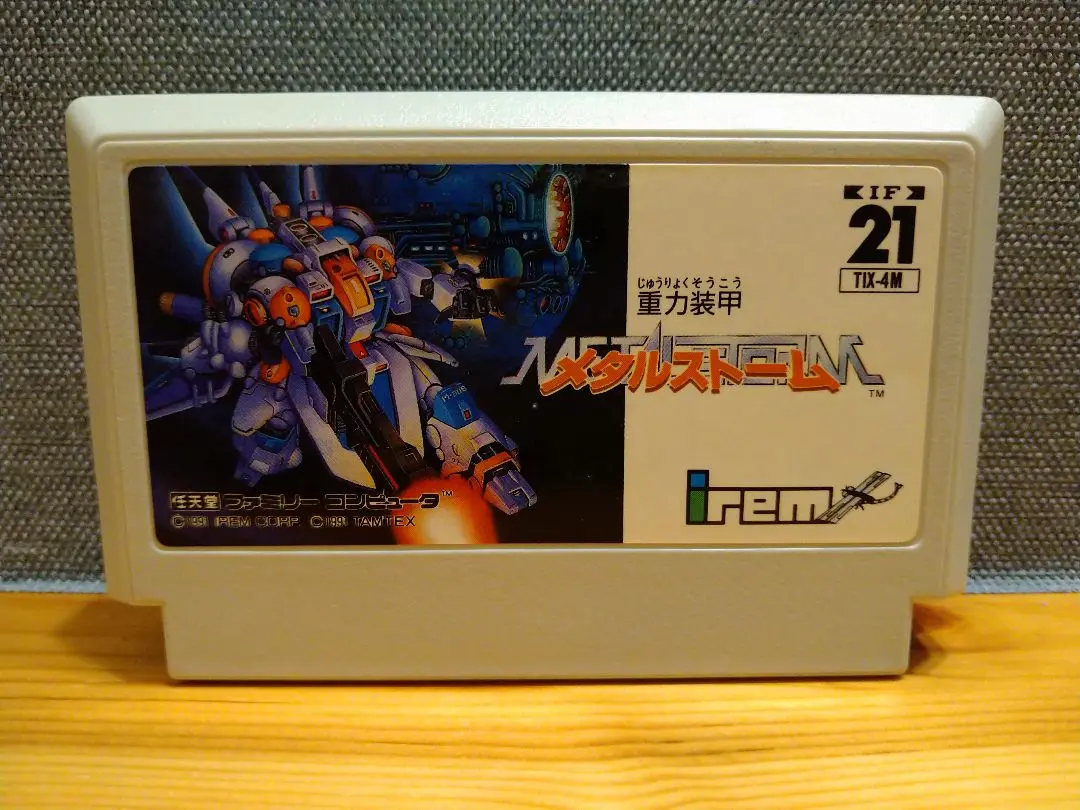 IF
21
TIX-4M
じゅうりょくそうこう
重力装甲
METAL STORM
メタルストーム
TM
irem
M-308
任天堂 ファミリー コンピュータ TM
©1991 IREM CORP. ©1991 TAMTEX